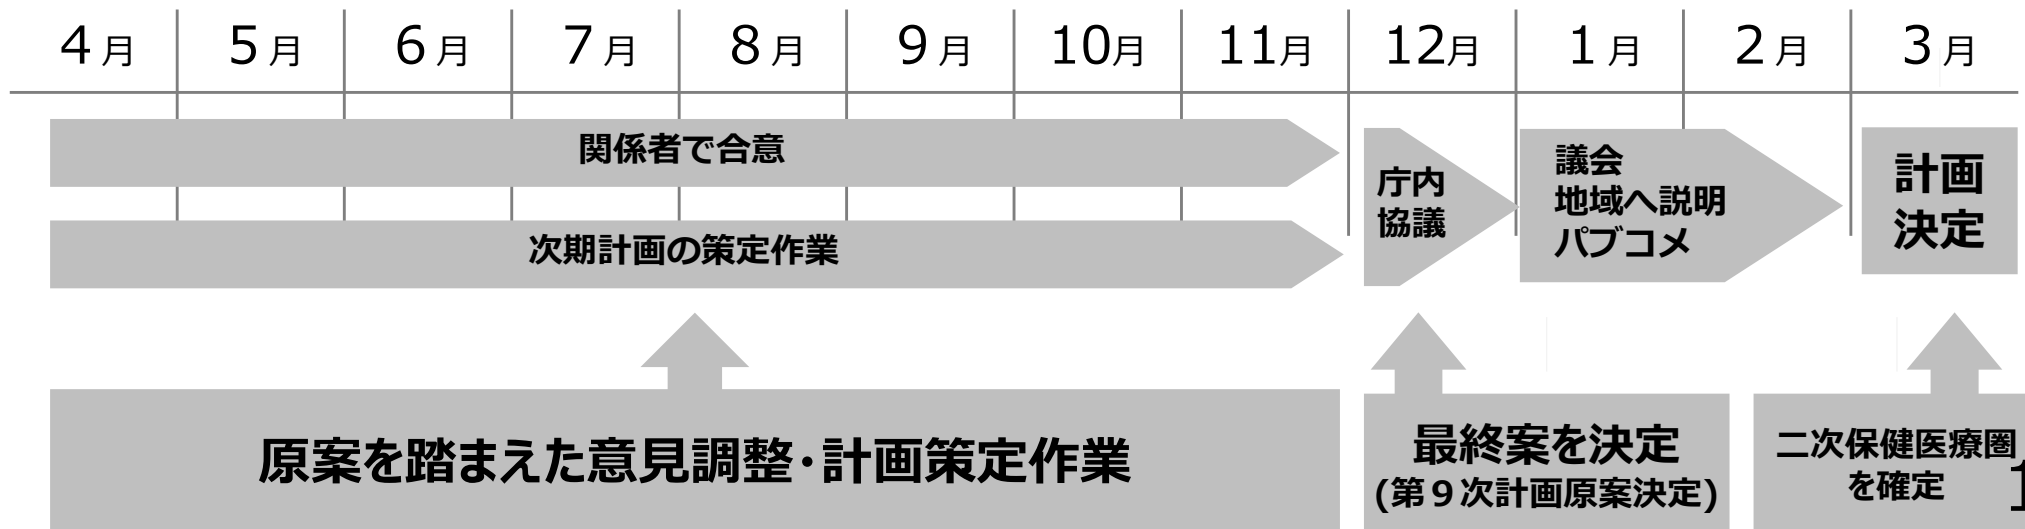 4月 5月 6月 7月 8月 9月 10月 11月 12月 1月 2月 3月
関係者で合意
次期計画の策定作業
庁内
協議
議会
地域へ説明
パブコメ
計画
決定
原案を踏まえた意見調整・計画策定作業
最終案を決定
(第９次計画原案決定)
二次保健医療圏
を確定